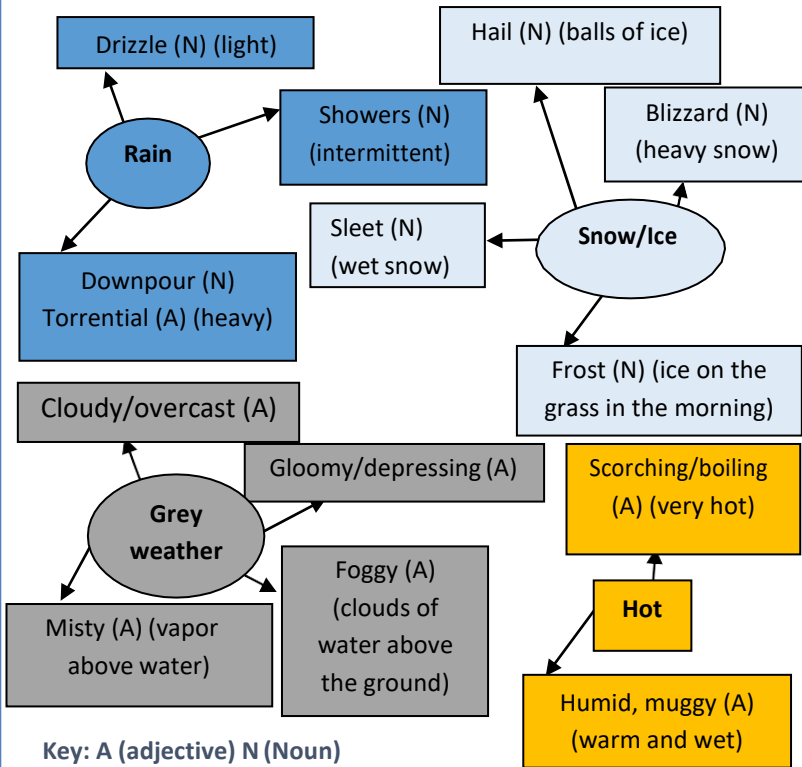 Drizzle (N) (light)
Rain
Showers (N)
(intermittent)
Downpour (N)
Torrential (A) (heavy)
Hail (N) (balls of ice)
Blizzard (N)
(heavy snow)
Sleet (N)
(wet snow)
Snow/Ice
Frost (N) (ice on the
grass in the morning)
Cloudy/overcast (A)
Gloomy/depressing (A)
Grey
weather
Misty (A) (vapor
above water)
Foggy (A)
(clouds of
water above
the ground)
Scorching/boiling
(A) (very hot)
Hot
Humid, muggy (A)
(warm and wet)
Key: A (adjective) N (Noun)